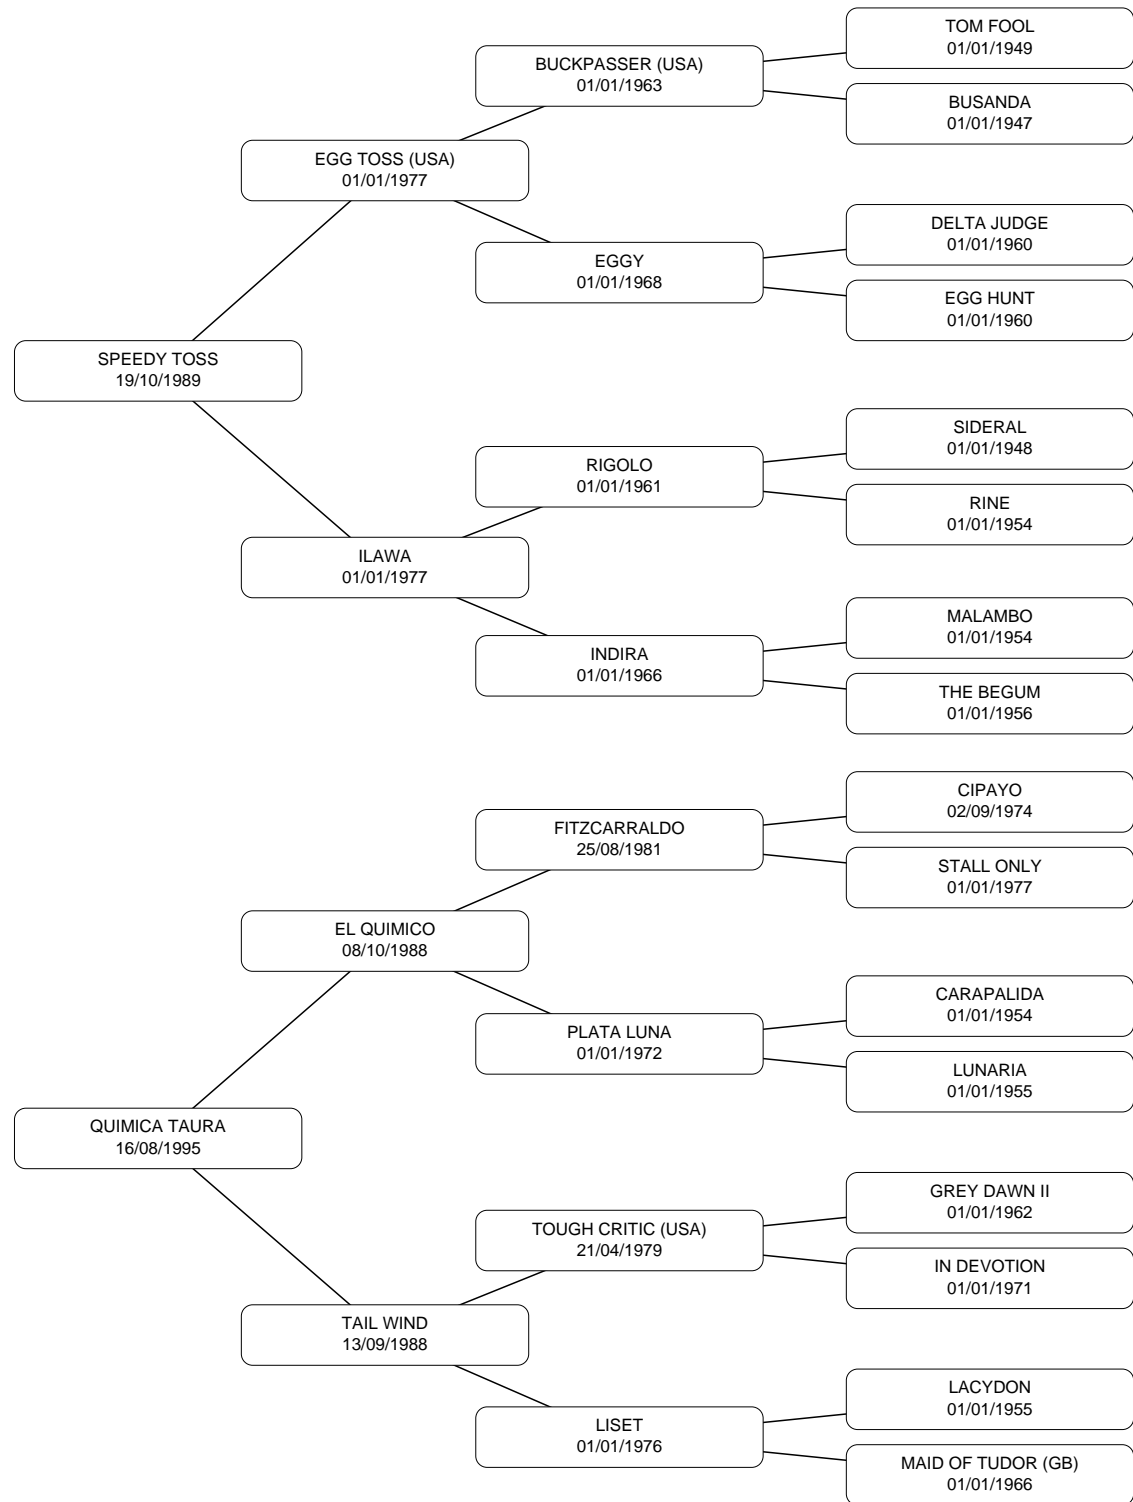 TOM FOOL
01/01/1949
BUCKPASSER (USA)
01/01/1963
BUSANDA
01/01/1947
EGG TOSS (USA)
01/01/1977
DELTA JUDGE
01/01/1960
EGGY
01/01/1968
EGG HUNT
01/01/1960
SPEEDY TOSS
19/10/1989
SIDERAL
01/01/1948
RIGOLO
01/01/1961
RINE
01/01/1954
ILAWA
01/01/1977
MALAMBO
01/01/1954
INDIRA
01/01/1966
THE BEGUM
01/01/1956
CIPAYO
02/09/1974
FITZCARRALDO
25/08/1981
STALL ONLY
01/01/1977
EL QUIMICO
08/10/1988
CARAPALIDA
01/01/1954
PLATA LUNA
01/01/1972
LUNARIA
01/01/1955
QUIMICA TAURA
16/08/1995
GREY DAWN II
01/01/1962
TOUGH CRITIC (USA)
21/04/1979
IN DEVOTION
01/01/1971
TAIL WIND
13/09/1988
LACYDON
01/01/1955
LISET
01/01/1976
MAID OF TUDOR (GB)
01/01/1966